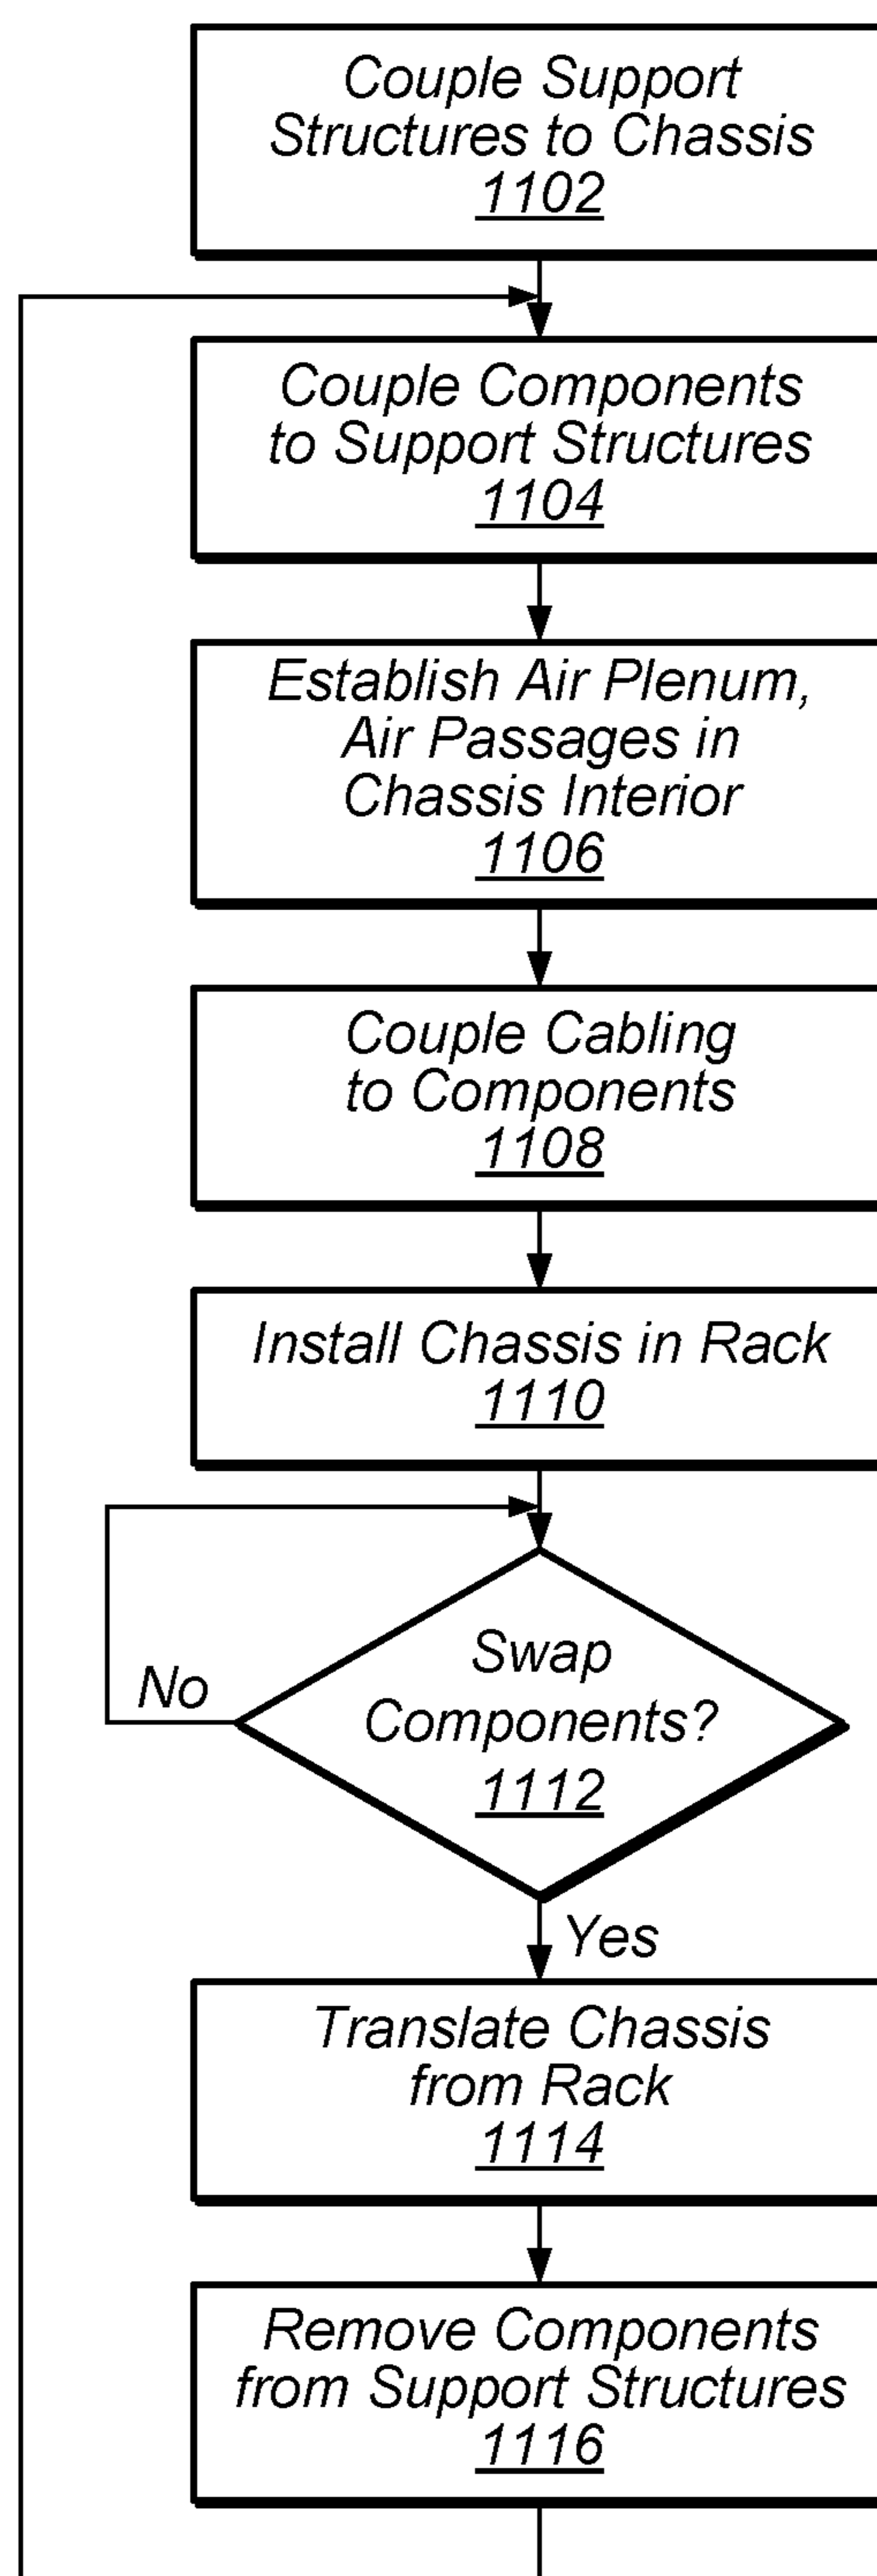 Couple Support
Structures to Chassis
1102
Couple Components
to Support Structures
1104
Establish Air Plenum,
Air Passages in
Chassis Interior
1106
Couple Cabling
to Components
1108
Install Chassis in Rack
1110
Swap
Components?
1112
No
Yes
Translate Chassis
from Rack
1114
Remove Components
from Support Structures
1116